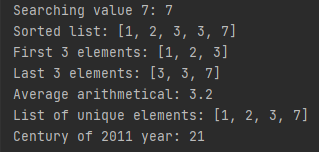 Searching value 7: 7
Sorted list: [1, 2, 3, 3, 7]
First 3 elements: [1, 2, 3]
Last 3 elements: [3, 3, 7]
Average arithmetical: 3.2
List of unique elements: [1, 2, 3, 7]
Century of 2011 year: 21